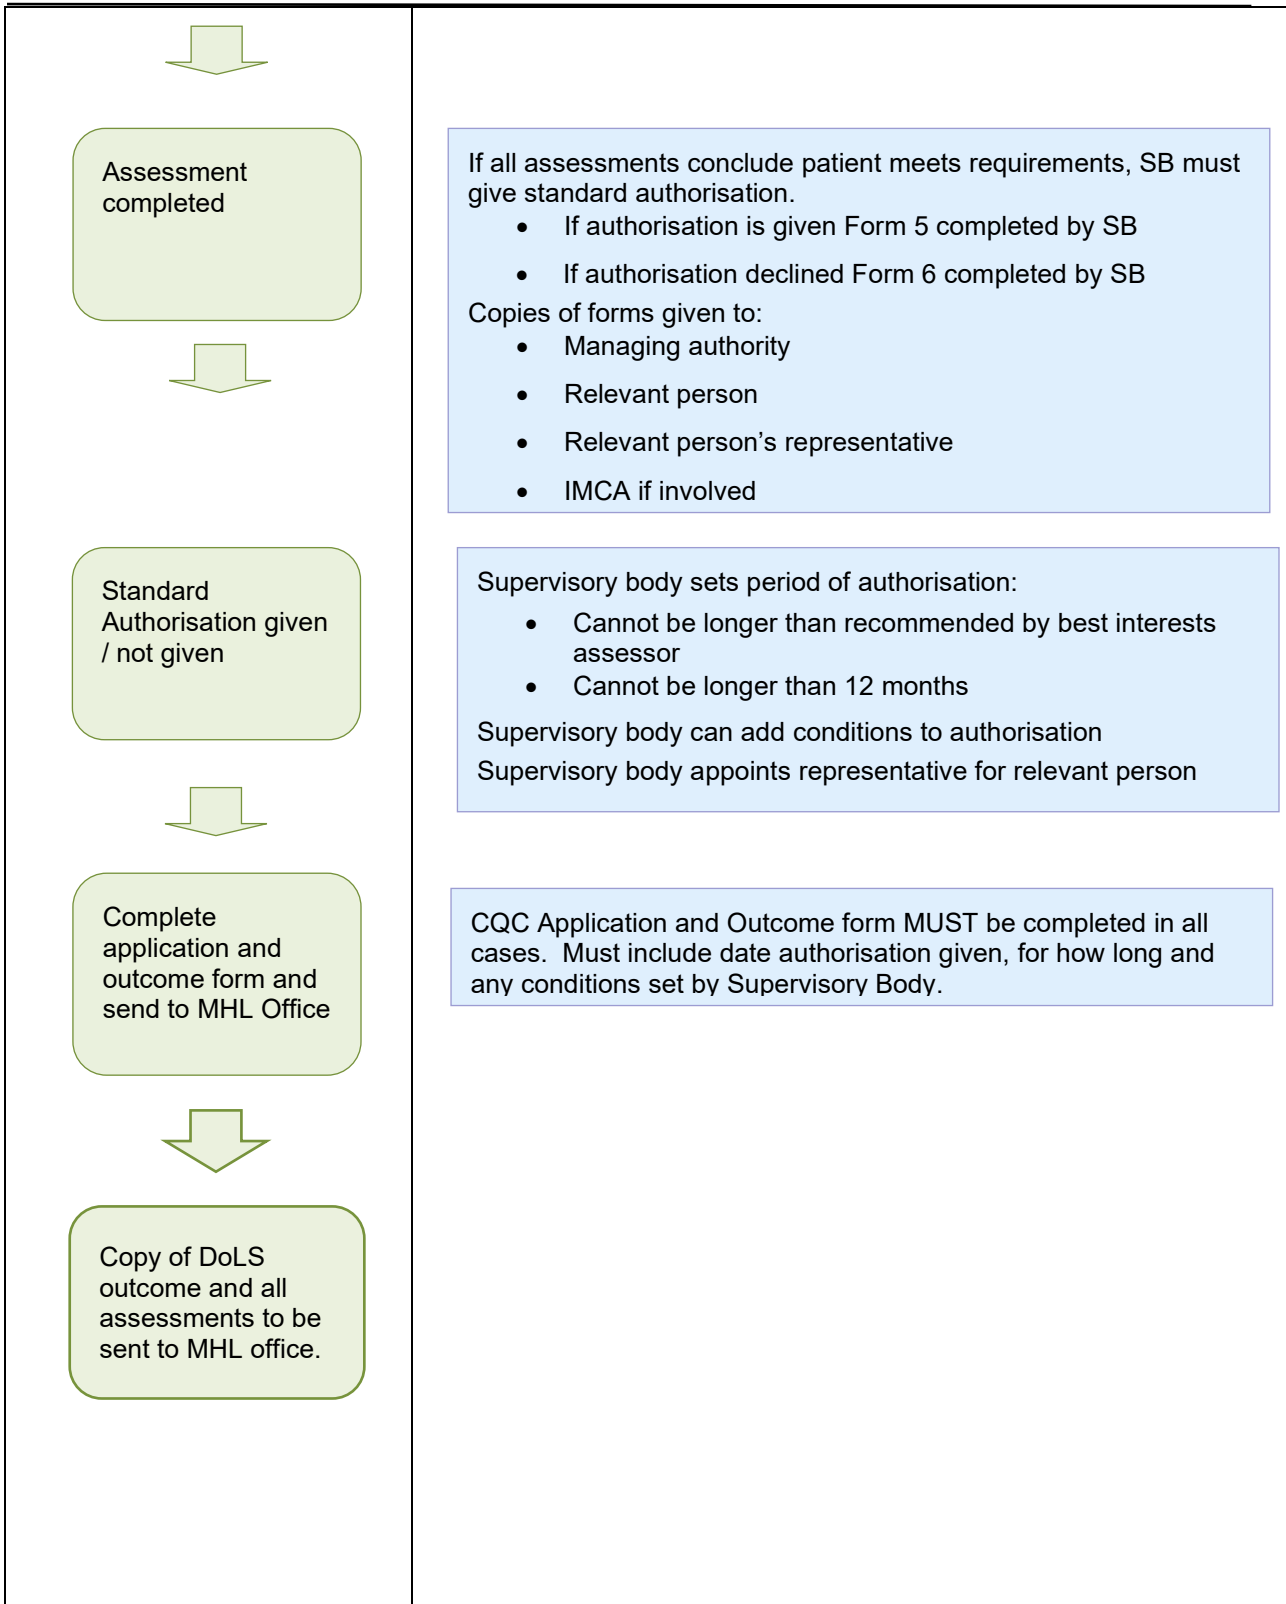 Assessment
completed
If all assessments conclude patient meets requirements, SB must
give standard authorisation.
• If authorisation is given Form 5 completed by SB
• If authorisation declined Form 6 completed by SB
Copies of forms given to:
• Managing authority
• Relevant person
• Relevant person’s representative
• IMCA if involved
Standard
Authorisation given
/ not given
Supervisory body sets period of authorisation:
• Cannot be longer than recommended by best interests
assessor
• Cannot be longer than 12 months
Supervisory body can add conditions to authorisation
Supervisory body appoints representative for relevant person
Complete
application and
outcome form and
send to MHL Office
CQC Application and Outcome form MUST be completed in all
cases.  Must include date authorisation given, for how long and
any conditions set by Supervisory Body.
Copy of DoLS
outcome and all
assessments to be
sent to MHL office.